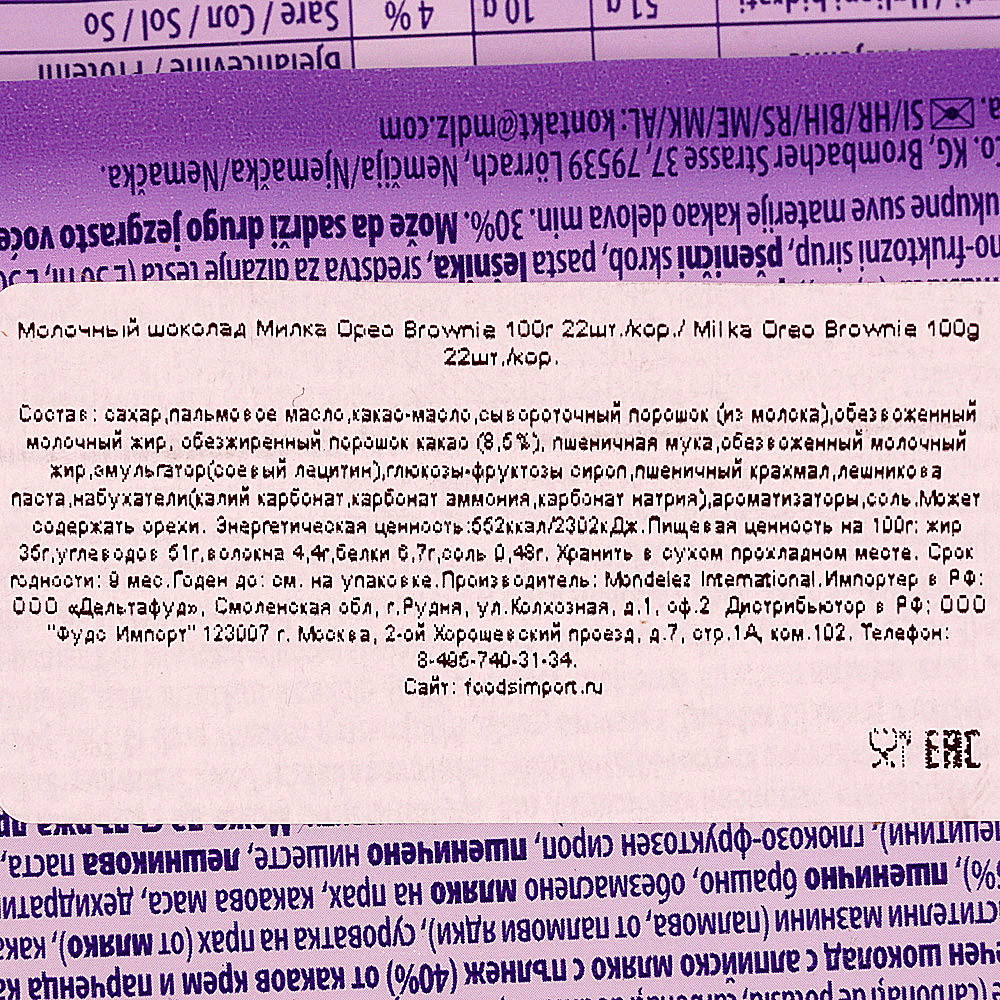 Sare / Сол / Sol / So 4 % 10 g 51 g
Bjelančevine / Proteini
SI/HR/BIH/RS/ME/MK/AL: kontakt@mdlz.com
KG, Brombacher Strasse 37, 79539 Lörrach, Nemčija/Njemačka/Nemačka.
ukupne suve materije kakao delova min. 30%. Može da sadrži drugo jezgrasto voće
no-fruktozni sirup, pšenični skrob, pasta lešnika, sredstva za dizanje testa (E 501ii, E
Молочный шоколад Милка Орео Brownie 100г 22шт./кор./ Milka Oreo Brownie 100g
22шт./кор.
Состав: сахар,пальмовое масло,какао-масло,сывороточный порошок (из молока),обезвоженный
молочный жир, обезжиренный порошок какао (8,5%), пшеничная мука,обезвоженный молочный
жир,эмульгатор(соевый лецитин),глюкозы-фруктозы сироп,пшеничный крахмал,лешникова
паста,набухатели(калий карбонат,карбонат аммония,карбонат натрия),ароматизаторы,соль.Может
содержать орехи. Энергетическая ценность:552ккал/2302кДж.Пищевая ценность на 100г: жир
35г,углеводов 51г,волокна 4,4г,белки 6,7г,соль 0,48г. Хранить в сухом прохладном месте. Срок
годности: 9 мес.Годен до: см. на упаковке.Производитель: Mondelez International.Импортер в РФ:
ООО «Дельтафуд», Смоленская обл, г.Рудня, ул.Колхозная, д.1, оф.2 Дистрибьютор в РФ: ООО
"Фудс Импорт" 123007 г. Москва, 2-ой Хорошевский проезд, д.7, стр.1А, ком.102. Телефон:
8-495-740-31-34.
Сайт: foodsimport.ru
EAC
чен шоколад с алпийско мляко с пълнеж (40%) от какаов крем и парченца
стителни мазнини (палмова, от палмови ядки), суроватка на прах (от мляко), кака
%), пшенично брашно, обезмаслено мляко на прах, какаова маса, дехидратиран
лецитини), глюкозо-фруктозен сироп, пшенично нишесте, лешникова паста,